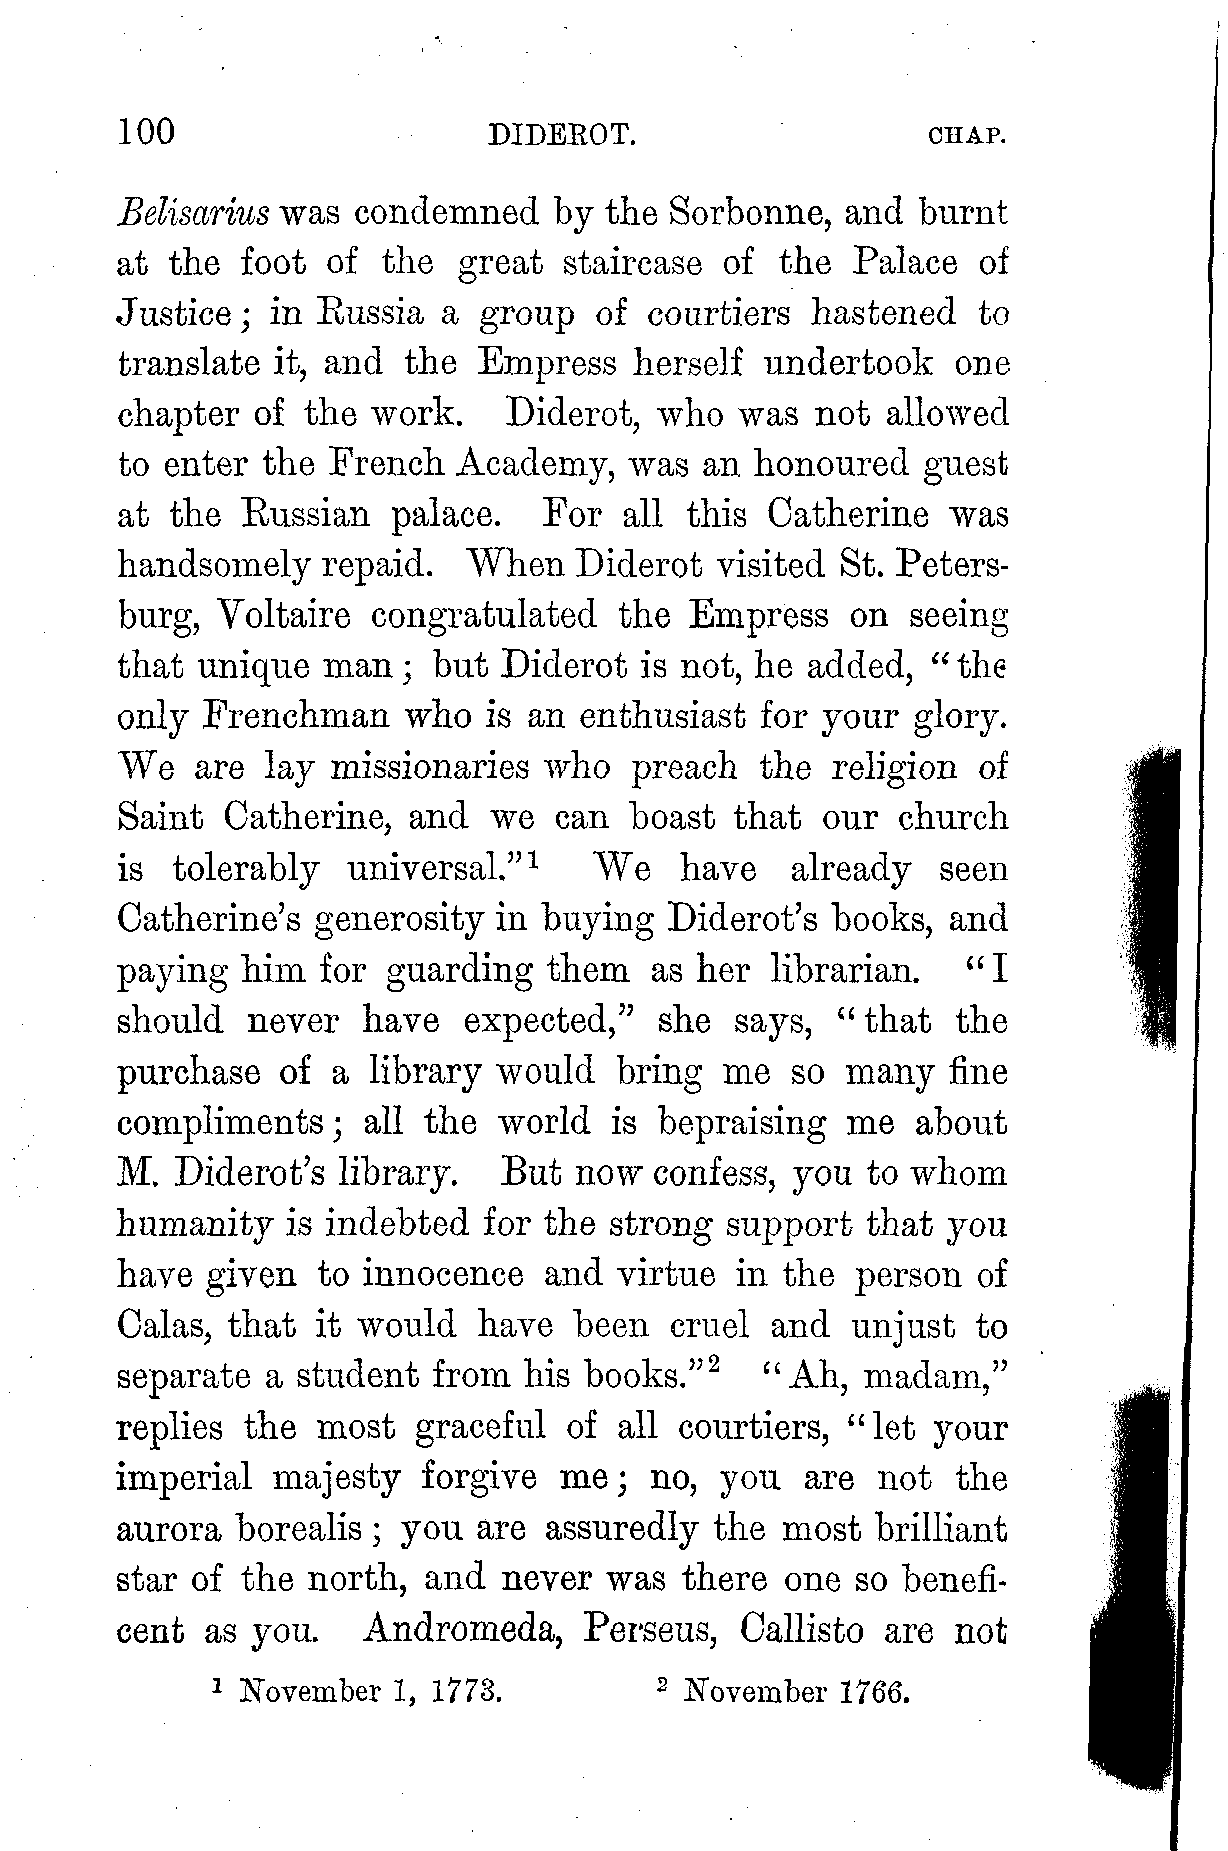 100 DIDEROT. CHAP.
Belisarius was condemned by the Sorbonne, and burnt
at the foot of the great staircase of the Palace of
Justice; in Russia a group of courtiers hastened to
translate it, and the Empress herself undertook one
chapter of the work. Diderot, who was not allowed
to enter the French Academy, was an honoured guest
at the Russian palace. For all this Catherine was
handsomely repaid. When Diderot visited St. Peters-
burg, Voltaire congratulated the Empress on seeing
that unique man; but Diderot is not, he added, "the
only Frenchman who is an enthusiast for your glory.
We are lay missionaries who preach the religion of
Saint Catherine, and we can boast that our church
is tolerably universal."¹ We have already seen
Catherine's generosity in buying Diderot's books, and
paying him for guarding them as her librarian. "I
should never have expected," she says, "that the
purchase of a library would bring me so many fine
compliments; all the world is bepraising me about
M. Diderot's library. But now confess, you to whom
humanity is indebted for the strong support that you
have given to innocence and virtue in the person of
Calas, that it would have been cruel and unjust to
separate a student from his books."² "Ah, madam,"
replies the most graceful of all courtiers, "let your
imperial majesty forgive me; no, you are not the
aurora borealis; you are assuredly the most brilliant
star of the north, and never was there one so benefi-
cent as you. Andromeda, Perseus, Callisto are not
¹ November 1, 1773. ² November 1766.